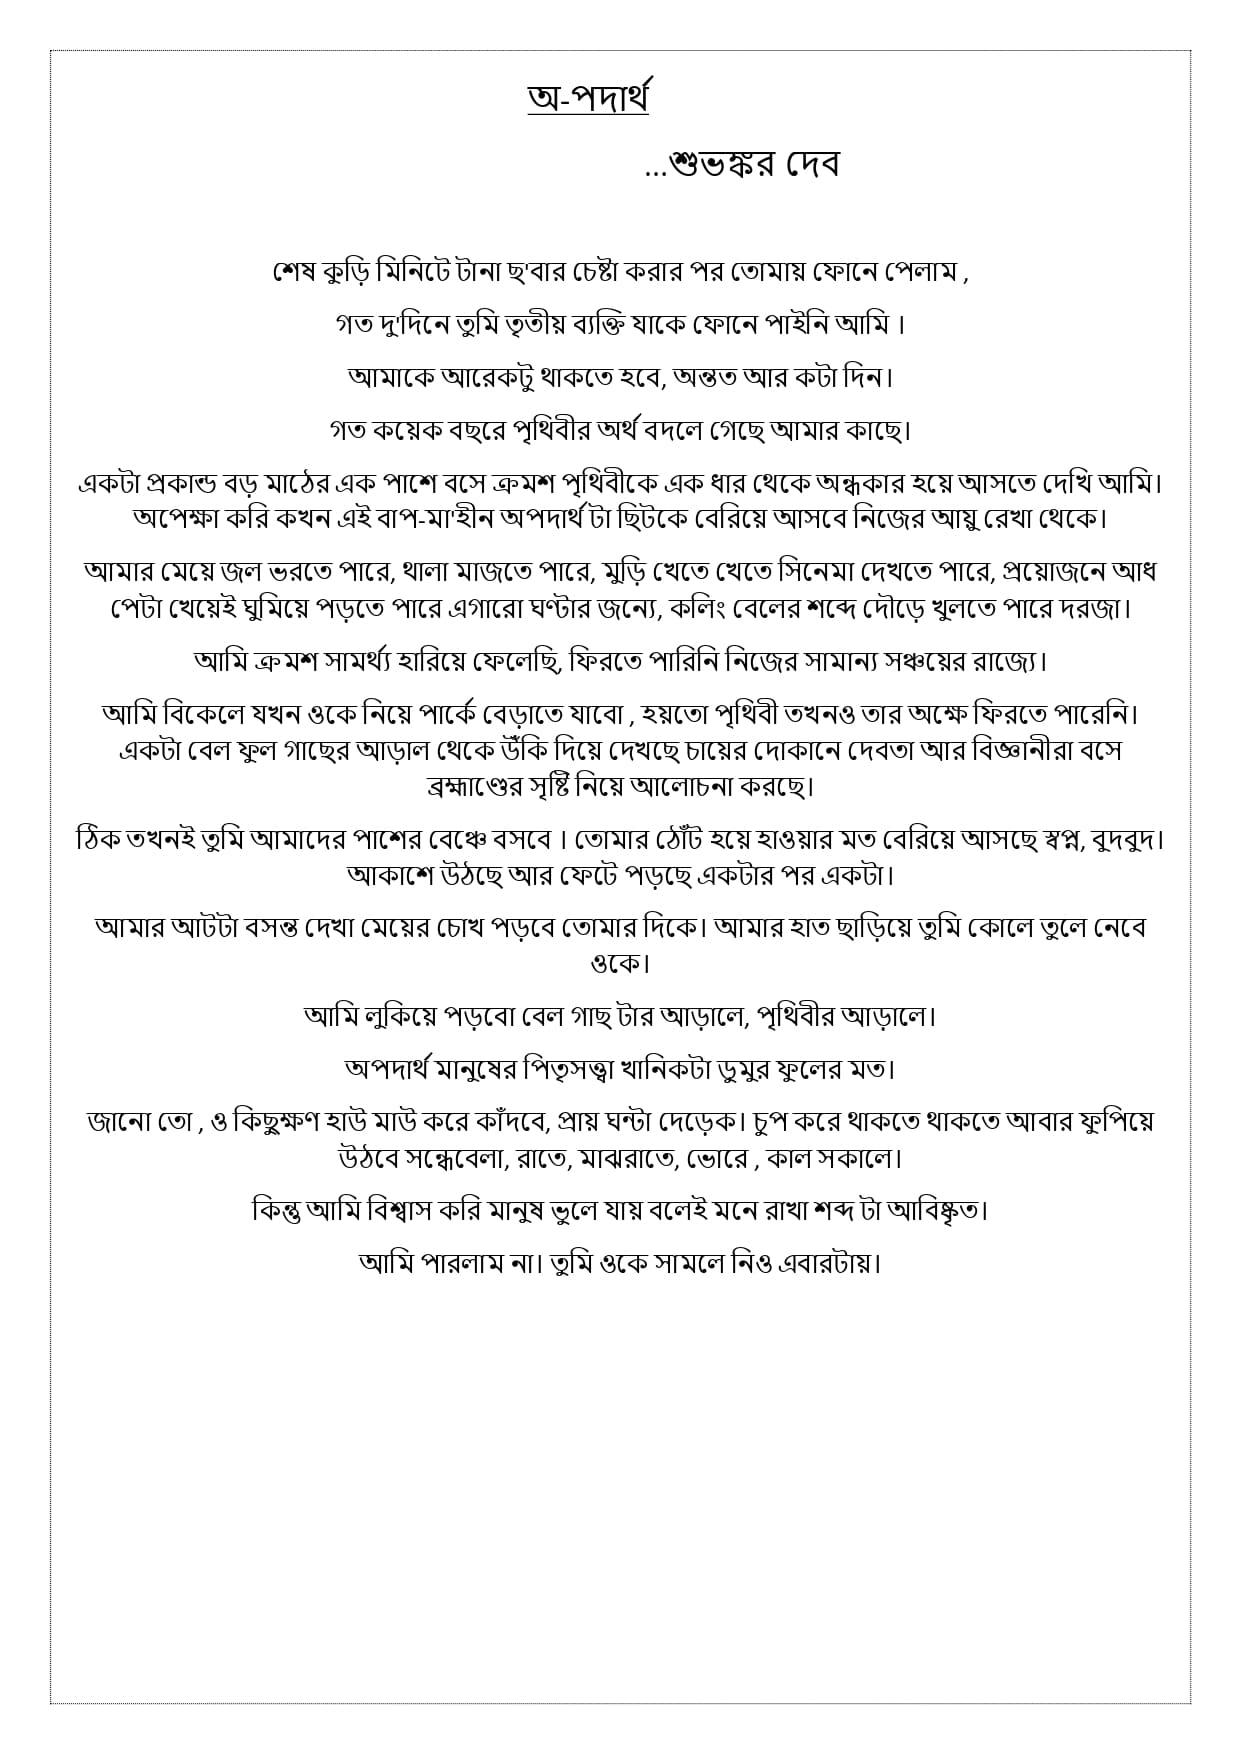 অ-পদার্থ
...শুভঙ্কর দেব
শেষ কুড়ি মিনিটে টানা ছ'বার চেষ্টা করার পর তোমায় ফোনে পেলাম ,
গত দু'দিনে তুমি তৃতীয় ব্যক্তি যাকে ফোনে পাইনি আমি ।
আমাকে আরেকটু থাকতে হবে, অন্তত আর কটা দিন।
গত কয়েক বছরে পৃথিবীর অর্থ বদলে গেছে আমার কাছে।
একটা প্রকান্ড বড় মাঠের এক পাশে বসে ক্রমশ পৃথিবীকে এক ধার থেকে অন্ধকার হয়ে আসতে দেখি আমি।
অপেক্ষা করি কখন এই বাপ-মা'হীন অপদার্থ টা ছিটকে বেরিয়ে আসবে নিজের আয়ু রেখা থেকে।
আমার মেয়ে জল ভরতে পারে, থালা মাজতে পারে, মুড়ি খেতে খেতে সিনেমা দেখতে পারে, প্রয়োজনে আধ
পেটা খেয়েই ঘুমিয়ে পড়তে পারে এগারো ঘণ্টার জন্যে, কলিং বেলের শব্দে দৌড়ে খুলতে পারে দরজা।
আমি ক্রমশ সামর্থ্য হারিয়ে ফেলেছি, ফিরতে পারিনি নিজের সামান্য সঞ্চয়ের রাজ্যে।
আমি বিকেলে যখন ওকে নিয়ে পার্কে বেড়াতে যাবো , হয়তো পৃথিবী তখনও তার অক্ষে ফিরতে পারেনি।
একটা বেল ফুল গাছের আড়াল থেকে উঁকি দিয়ে দেখছে চায়ের দোকানে দেবতা আর বিজ্ঞানীরা বসে
ব্রহ্মাণ্ডের সৃষ্টি নিয়ে আলোচনা করছে।
ঠিক তখনই তুমি আমাদের পাশের বেঞ্চে বসবে । তোমার ঠোঁট হয়ে হাওয়ার মত বেরিয়ে আসছে স্বপ্ন, বুদবুদ।
আকাশে উঠছে আর ফেটে পড়ছে একটার পর একটা।
আমার আটটা বসন্ত দেখা মেয়ের চোখ পড়বে তোমার দিকে। আমার হাত ছাড়িয়ে তুমি কোলে তুলে নেবে
ওকে।
আমি লুকিয়ে পড়বো বেল গাছ টার আড়ালে, পৃথিবীর আড়ালে।
অপদার্থ মানুষের পিতৃসত্ত্বা খানিকটা ডুমুর ফুলের মত।
জানো তো , ও কিছুক্ষণ হাউ মাউ করে কাঁদবে, প্রায় ঘন্টা দেড়েক। চুপ করে থাকতে থাকতে আবার ফুপিয়ে
উঠবে সন্ধেবেলা, রাতে, মাঝরাতে, ভোরে , কাল সকালে।
কিন্তু আমি বিশ্বাস করি মানুষ ভুলে যায় বলেই মনে রাখা শব্দ টা আবিষ্কৃত।
আমি পারলাম না। তুমি ওকে সামলে নিও এবারটায়।